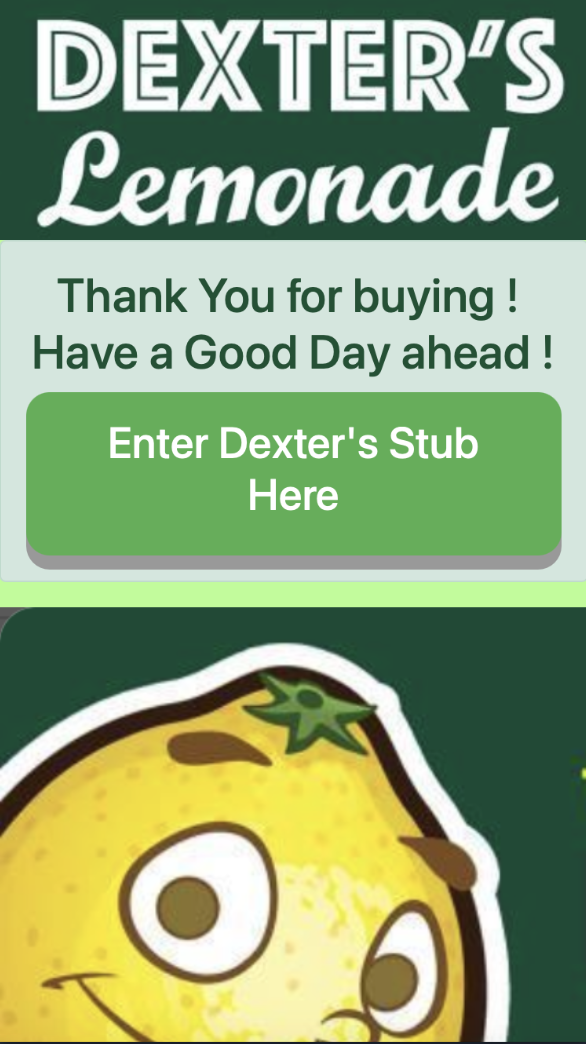 DEXTER'S
Lemonade
Thank You for buying !
Have a Good Day ahead !
Enter Dexter's Stub
Here